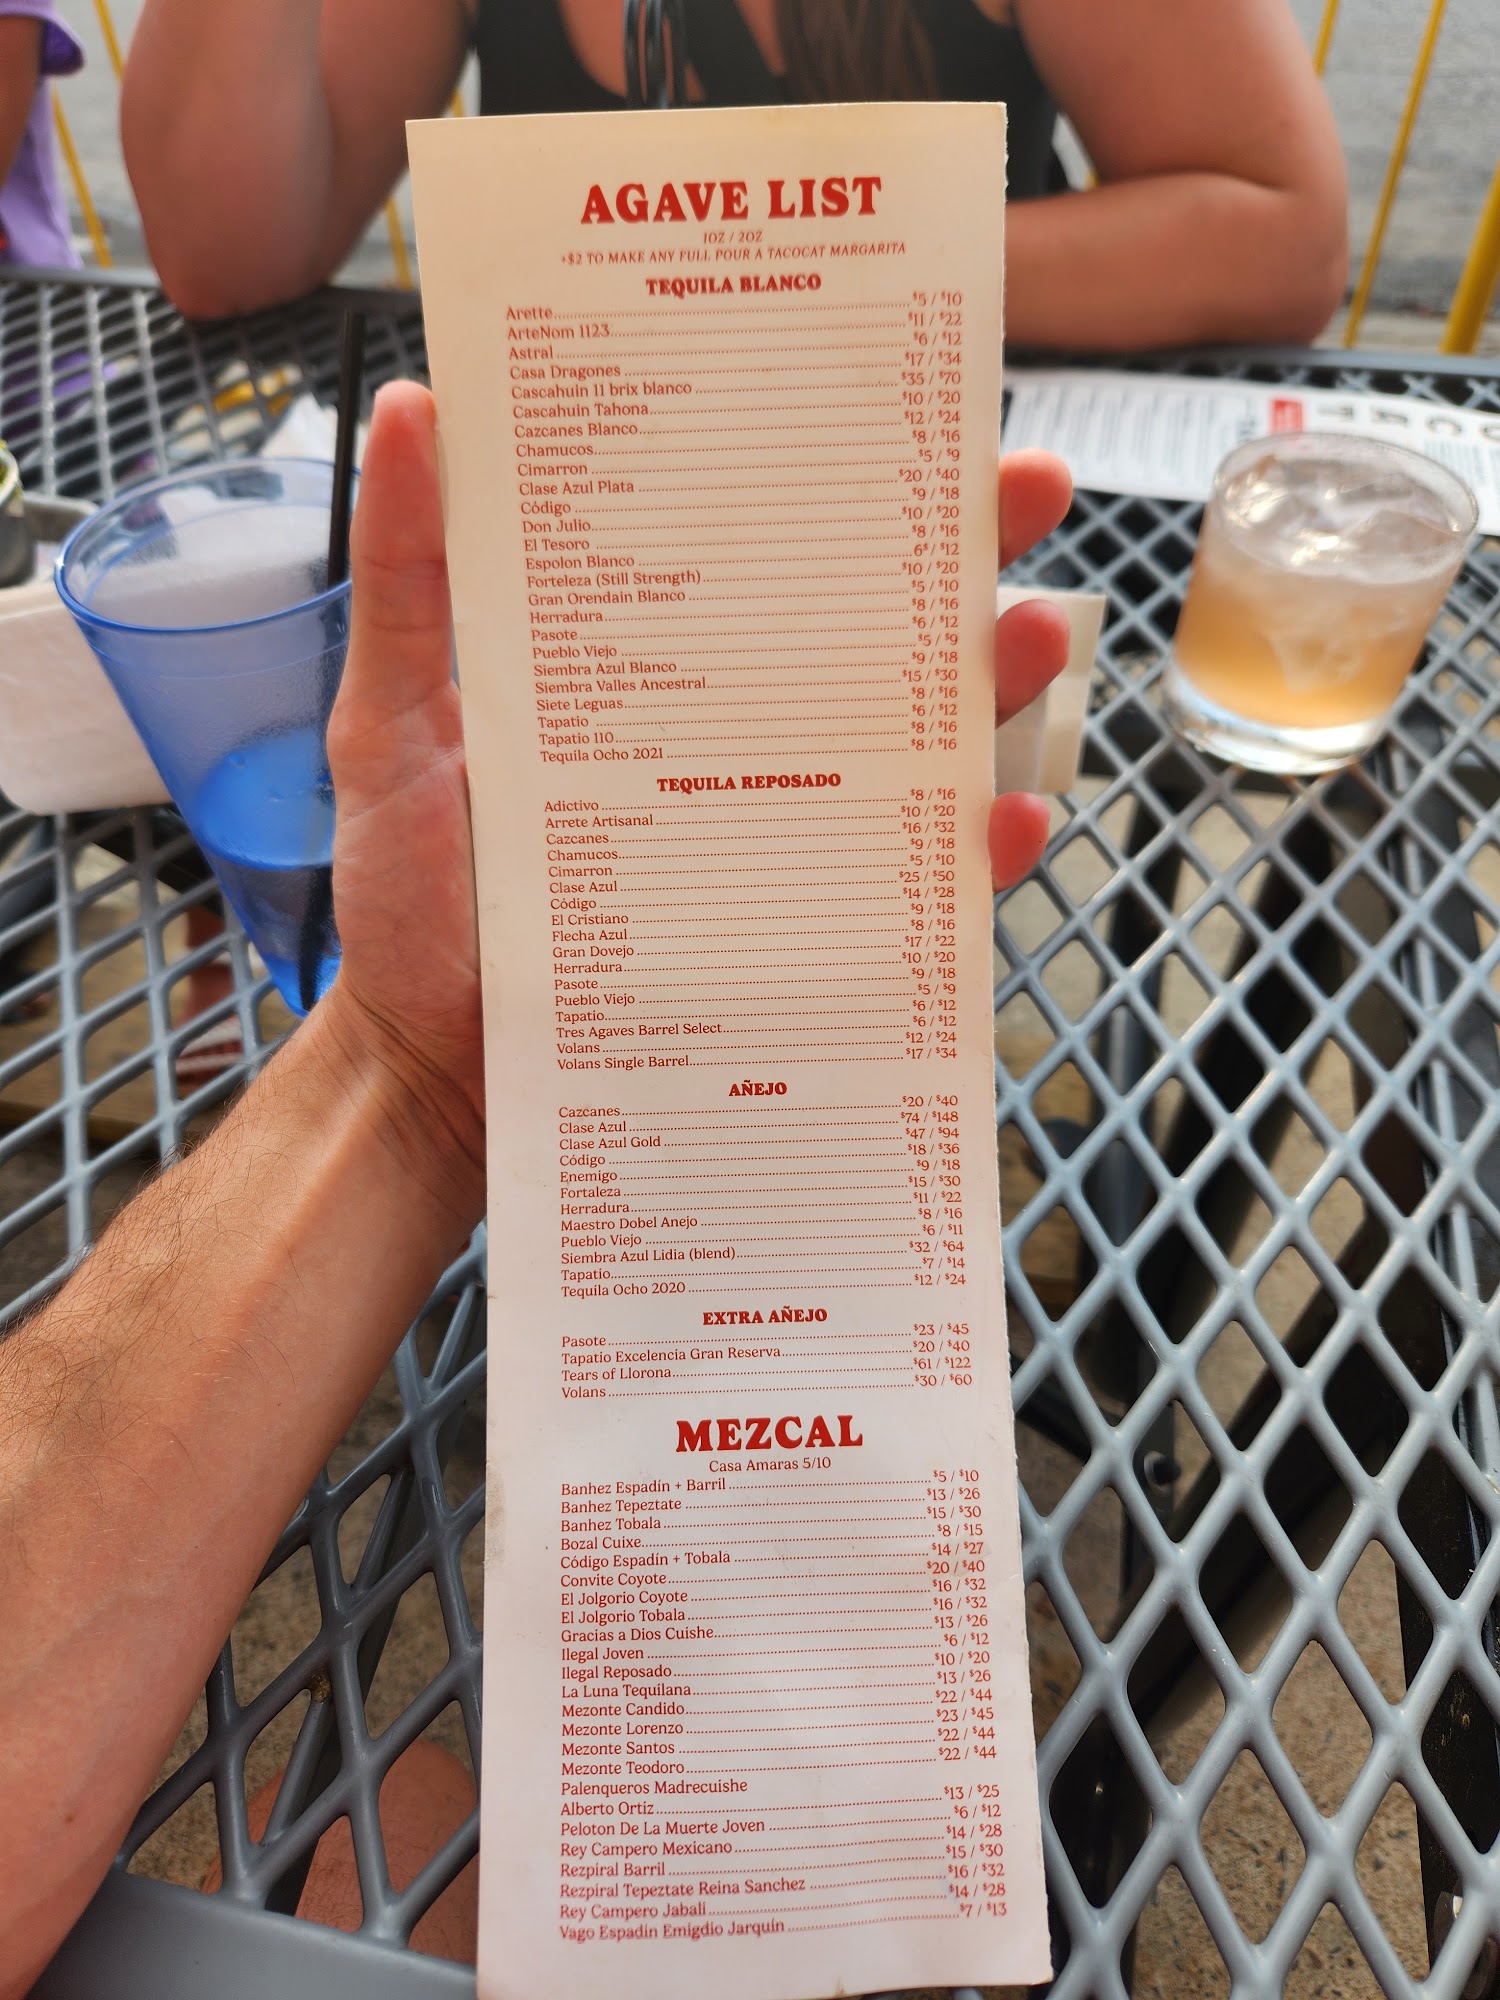 AGAVE LIST
1OZ / 2OZ
+$2 TO MAKE ANY FULL POUR A TACOCAT MARGARITA
TEQUILA BLANCO
Arette $5 / $10
ArteNom 1123 $11 / $22
Astral $6 / $12
Casa Dragones $17 / $34
Cascahuin 11 brix blanco $35 / $70
Cascahuin Tahona $10 / $20
Cazcanes Blanco $12 / $24
Chamucos $8 / $16
Cimarron $5 / $9
Clase Azul Plata $20 / $40
Código $9 / $18
Don Julio $10 / $20
El Tesoro $8 / $16
Espolon Blanco 6$ / $12
Forteleza (Still Strength) $10 / $20
Gran Orendain Blanco $5 / $10
Herradura $8 / $16
Pasote $6 / $12
Pueblo Viejo $5 / $9
Siembra Azul Blanco $9 / $18
Siembra Valles Ancestral $15 / $30
Siete Leguas $8 / $16
Tapatio $6 / $12
Tapatio 110 $8 / $16
Tequila Ocho 2021 $8 / $16
TEQUILA REPOSADO
Adictivo $8 / $16
Arrete Artisanal $10 / $20
Cazcanes $16 / $32
Chamucos $9 / $18
Cimarron $5 / $10
Clase Azul $25 / $50
Código $14 / $28
El Cristiano $9 / $18
Flecha Azul $8 / $16
Gran Dovejo $17 / $22
Herradura $10 / $20
Pasote $9 / $18
Pueblo Viejo $5 / $9
Tapatio $6 / $12
Tres Agaves Barrel Select $6 / $12
Volans $12 / $24
Volans Single Barrel $17 / $34
AÑEJO
Cazcanes $20 / $40
Clase Azul $74 / $148
Clase Azul Gold $47 / $94
Código $18 / $36
Enemigo $9 / $18
Fortaleza $15 / $30
Herradura $11 / $22
Maestro Dobel Anejo $8 / $16
Pueblo Viejo $6 / $11
Siembra Azul Lidia (blend) $32 / $64
Tapatio $7 / $14
Tequila Ocho 2020 $12 / $24
EXTRA AÑEJO
Pasote $23 / $45
Tapatio Excelencia Gran Reserva $20 / $40
Tears of Llorona $61 / $122
Volans $30 / $60
MEZCAL
Casa Amaras 5/10
Banhez Espadín + Barril $5 / $10
Banhez Tepeztate $13 / $26
Banhez Tobala $15 / $30
Bozal Cuixe $8 / $15
Código Espadín + Tobala $14 / $27
Convite Coyote $20 / $40
El Jolgorio Coyote $16 / $32
El Jolgorio Tobala $16 / $32
Gracias a Dios Cuishe $13 / $26
Ilegal Joven $6 / $12
Ilegal Reposado $10 / $20
La Luna Tequilana $13 / $26
Mezonte Candido $22 / $44
Mezonte Lorenzo $23 / $45
Mezonte Santos $22 / $44
Mezonte Teodoro $22 / $44
Palenqueros Madrecuishe
Alberto Ortiz $13 / $25
Peloton De La Muerte Joven $6 / $12
Rey Campero Mexicano $14 / $28
Rezpiral Barril $15 / $30
Rezpiral Tepeztate Reina Sanchez $16 / $32
Rey Campero Jabali $14 / $28
Vago Espadin Emigdio Jarquín $7 / $13